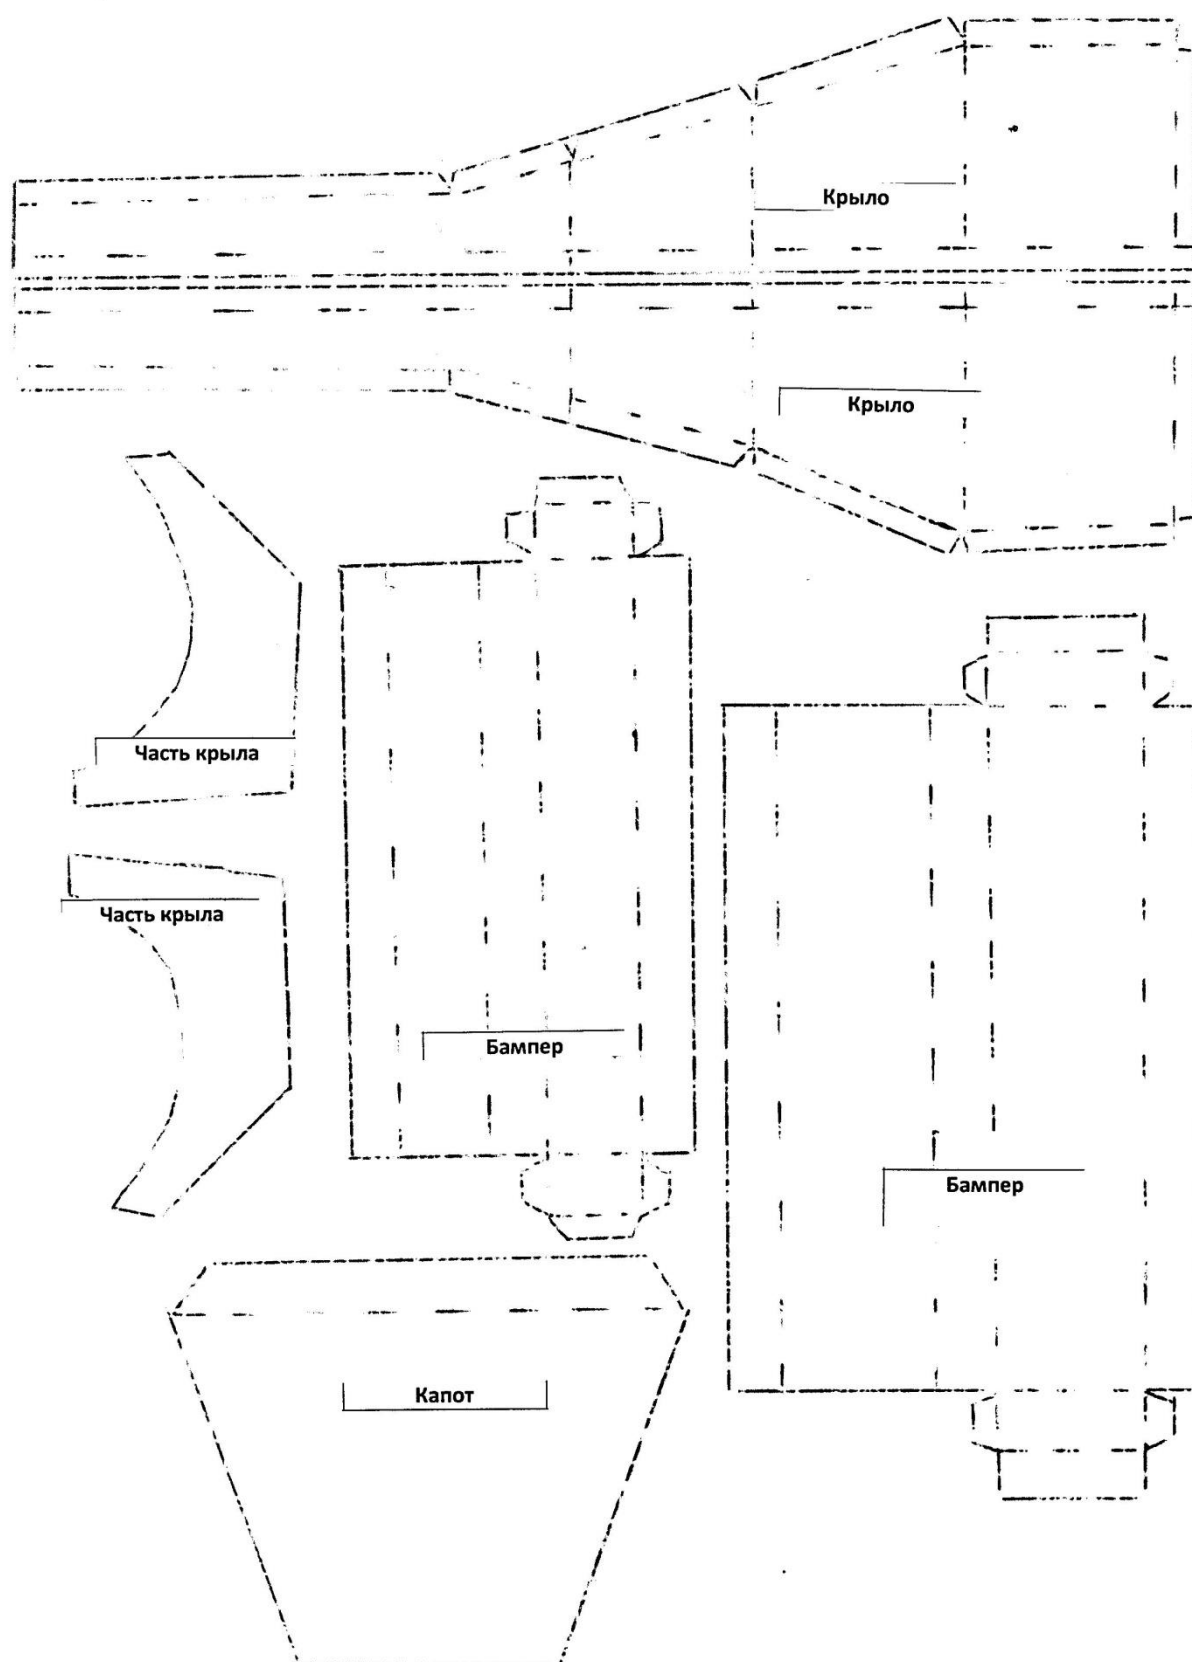 Крыло
Крыло
Часть крыла
Часть крыла
Бампер
Бампер
Капот